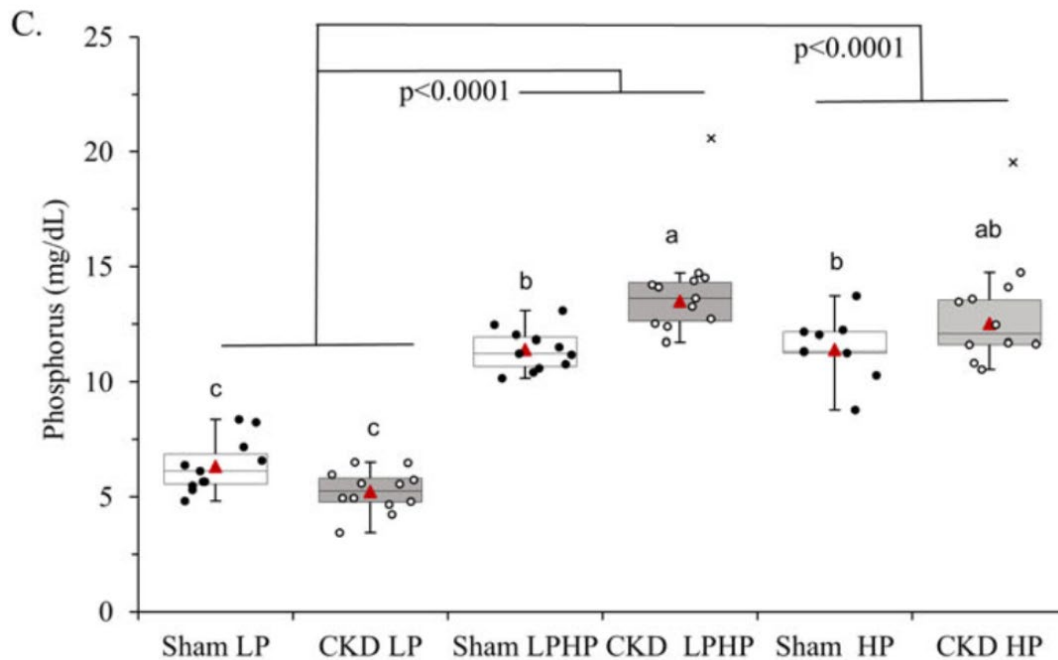 C.
25
p<0.0001
p<0.0001
20
a
ab
15
b
b
Phosphorus (mg/dL)
10
c
c
5
0
Sham LP CKD LP Sham LPHP CKD LPHP Sham HP CKD HP